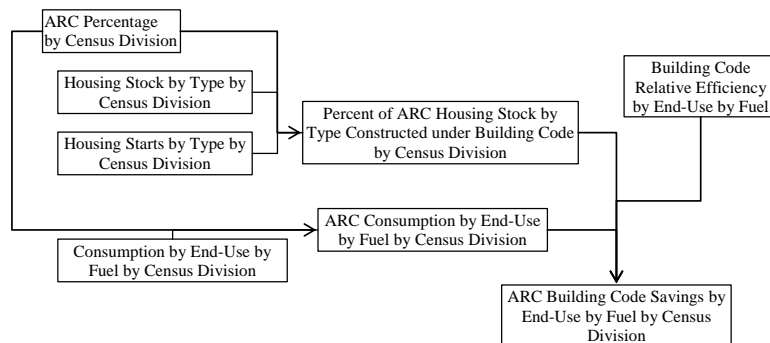 ARC Percentage
by Census Division
Housing Stock by Type by
Census Division
Housing Starts by Type by
Census Division
Percent of ARC Housing Stock by
Type Constructed under Building Code
by Census Division
Building Code
Relative Efficiency
by End-Use by Fuel
ARC Consumption by End-Use
by Fuel by Census Division
Consumption by End-Use by
Fuel by Census Division
ARC Building Code Savings by
End-Use by Fuel by Census
Division